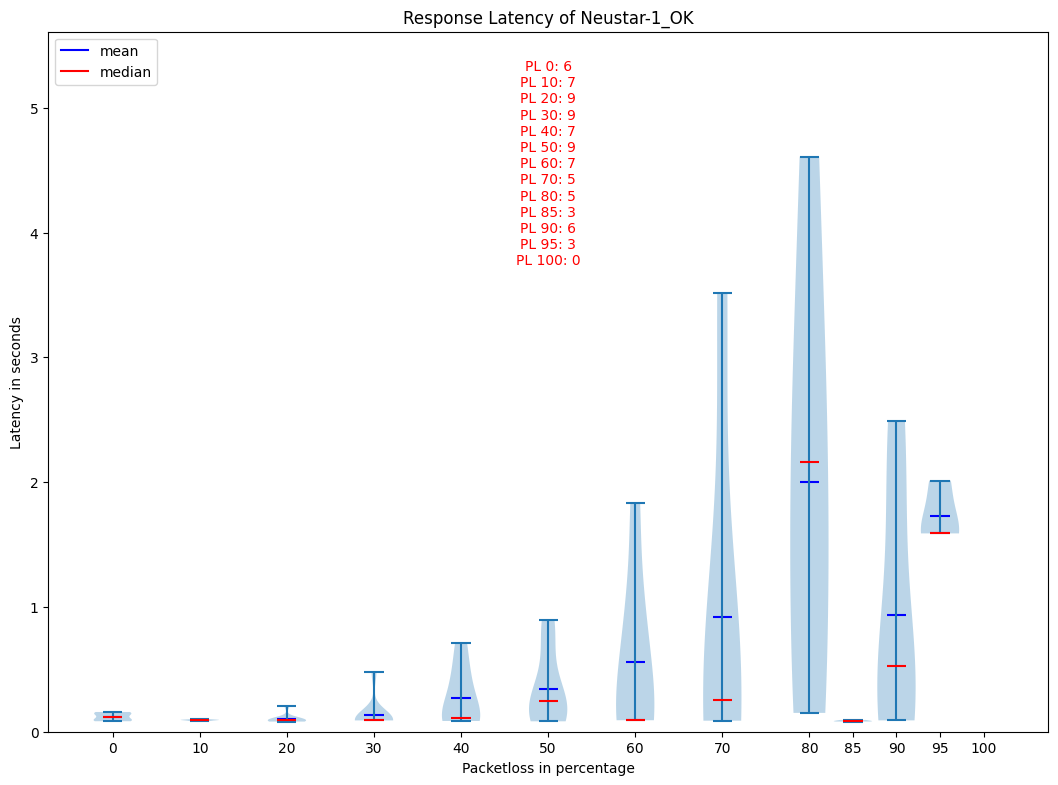 Response Latency of Neustar-1_OK
mean
median
PL 0: 6
PL 10: 7
PL 20: 9
PL 30: 9
PL 40: 7
PL 50: 9
PL 60: 7
PL 70: 5
PL 80: 5
PL 85: 3
PL 90: 6
PL 95: 3
PL 100: 0
Latency in seconds
5
4
3
2
1
0
0 10 20 30 40 50 60 70 80 85 90 95 100
Packetloss in percentage